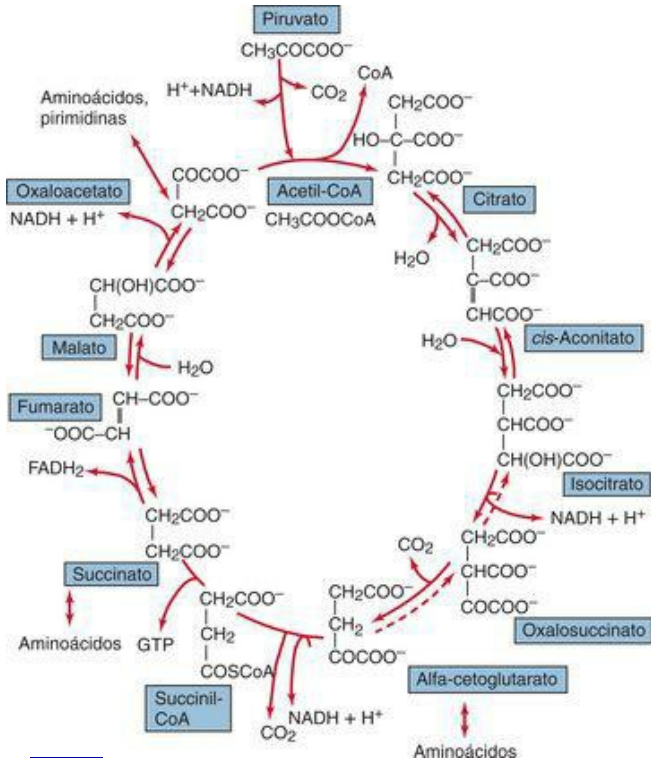 Piruvato
CH₃COCOO⁻
CoA
H⁺+NADH
CO₂
CH₂COO⁻
HO–C–COO⁻
CH₂COO⁻
Aminoácidos,
pirimidinas
COCOO⁻
CH₂COO⁻
Oxaloacetato
NADH + H⁺
Acetil-CoA
CH₃COOCoA
Citrato
H₂O
CH₂COO⁻
C–COO⁻
CHCOO⁻
CH(OH)COO⁻
CH₂COO⁻
Malato
H₂O
H₂O
cis-Aconitato
CH₂COO⁻
CHCOO⁻
CH(OH)COO⁻
Isocitrato
Fumarato
CH–COO⁻
⁻OOC–CH
FADH₂
NADH + H⁺
CH₂COO⁻
CH₂COO⁻
Succinato
CO₂
CH₂COO⁻
CHCOO⁻
COCOO⁻
Oxalosuccinato
Aminoácidos
GTP
CH₂COO⁻
CH₂
COSCoA
Succinil-
CoA
CH₂COO⁻
CH₂
COCOO⁻
Alfa-cetoglutarato
CO₂
NADH + H⁺
Aminoácidos